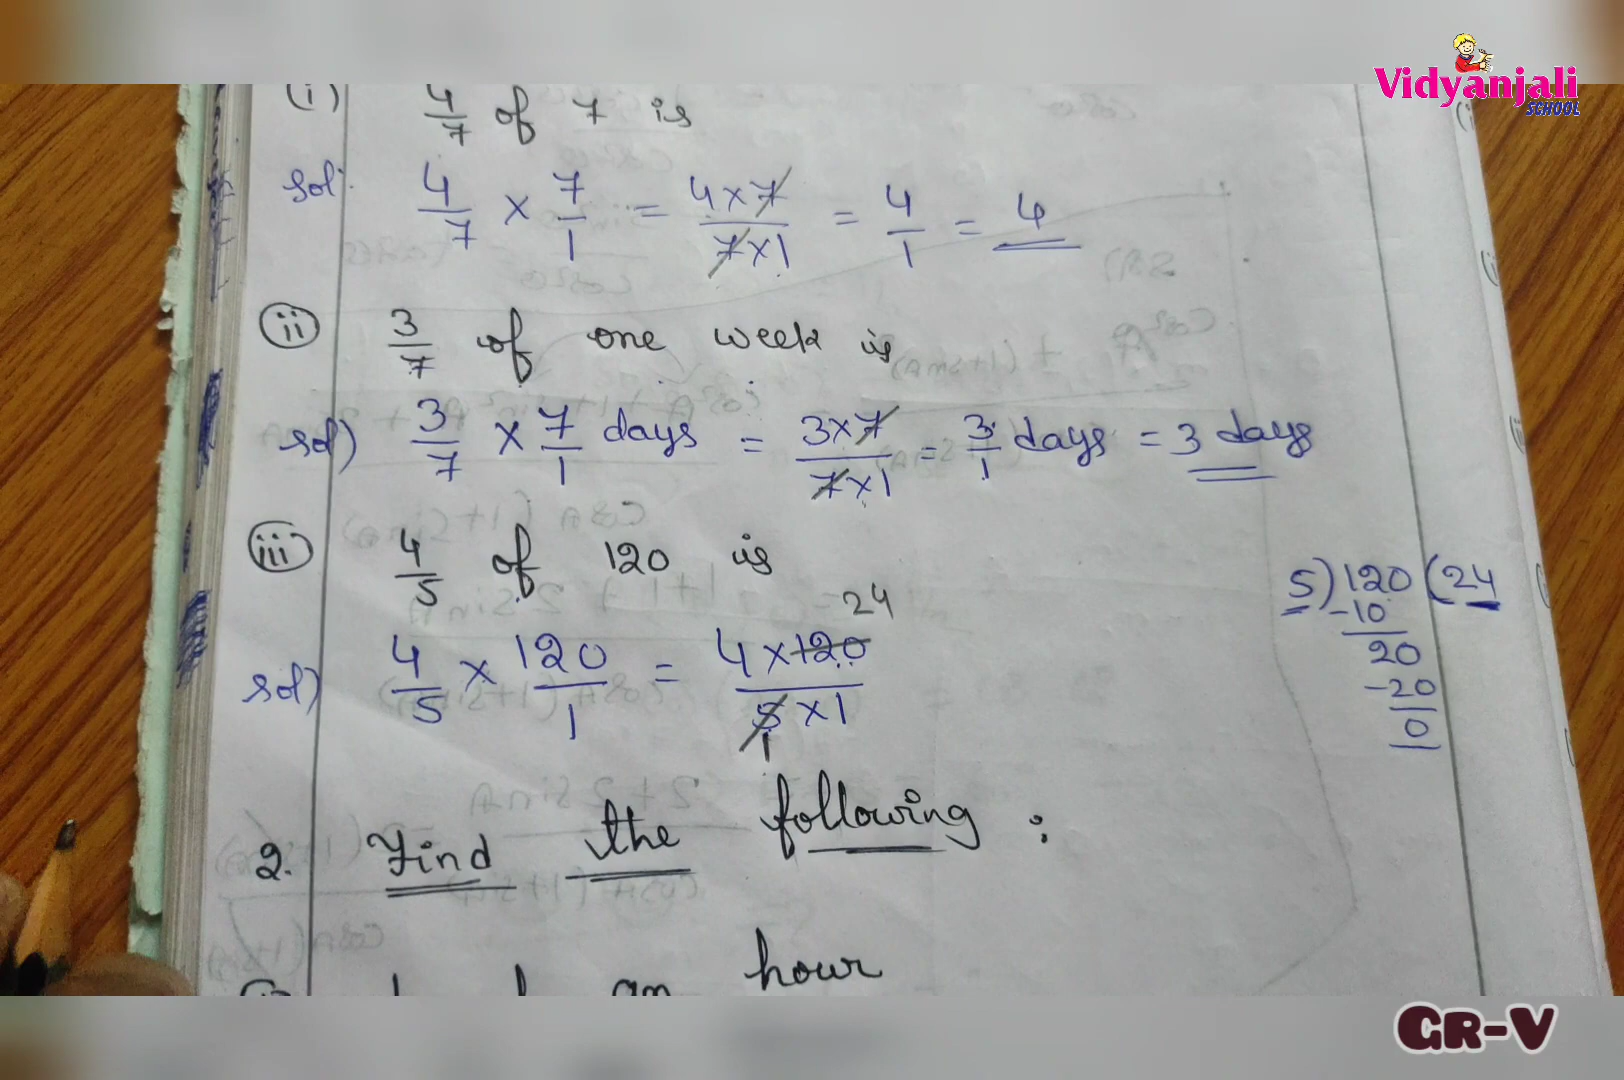 Vidyanjali
SCHOOL
(i) 4/7 of 7 is
sol: 4/7 × 7/1 = 4×7/7×1 = 4/1 = 4
(ii) 3/7 of one week is
sol) 3/7 × 7/1 days = 3×7/7×1 = 3/1 days = 3 days
(iii) 4/5 of 120 is
24
sol) 4/5 × 120/1 = 4×120/5×1
1
5) 120 (24
-10
20
-20
0
2. Find the following :
an hour
GR-V